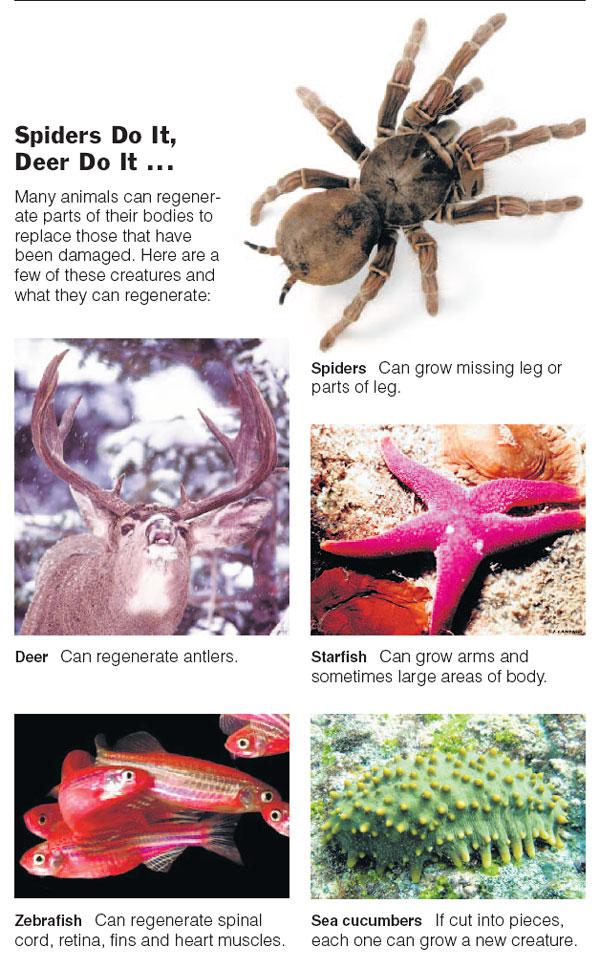 Spiders Do It,
Deer Do It ...
Many animals can regener-
ate parts of their bodies to
replace those that have
been damaged. Here are a
few of these creatures and
what they can regenerate:
Spiders Can grow missing leg or
parts of leg.
Deer Can regenerate antlers.
Starfish Can grow arms and
sometimes large areas of body.
Zebrafish Can regenerate spinal
cord, retina, fins and heart muscles.
Sea cucumbers If cut into pieces,
each one can grow a new creature.